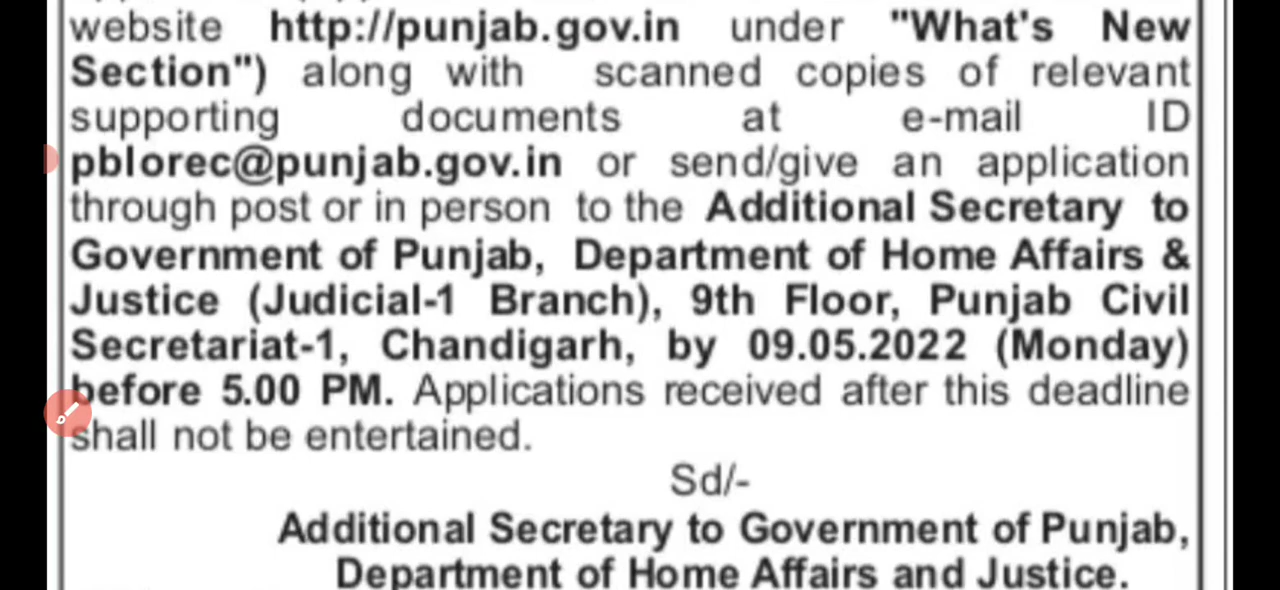 website http://punjab.gov.in under "What's New
Section") along with scanned copies of relevant
supporting documents at e-mail ID
pblorec@punjab.gov.in or send/give an application
through post or in person to the Additional Secretary to
Government of Punjab, Department of Home Affairs &
Justice (Judicial-1 Branch), 9th Floor, Punjab Civil
Secretariat-1, Chandigarh, by 09.05.2022 (Monday)
before 5.00 PM. Applications received after this deadline
shall not be entertained.
Sd/-
Additional Secretary to Government of Punjab,
Department of Home Affairs and Justice.